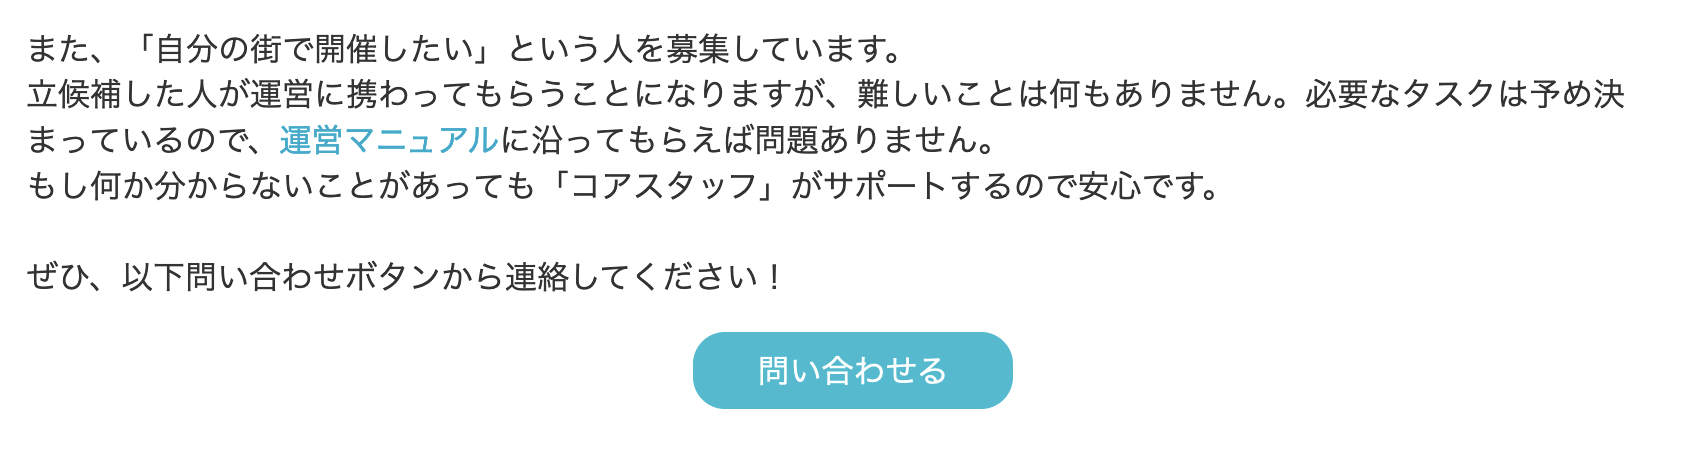 また、「自分の街で開催したい」という人を募集しています。
立候補した人が運営に携わってもらうことになりますが、難しいことは何もありません。必要なタスクは予め決
まっているので、運営マニュアルに沿ってもらえば問題ありません。
もし何か分からないことがあっても「コアスタッフ」がサポートするので安心です。
ぜひ、以下問い合わせボタンから連絡してください！
問い合わせる